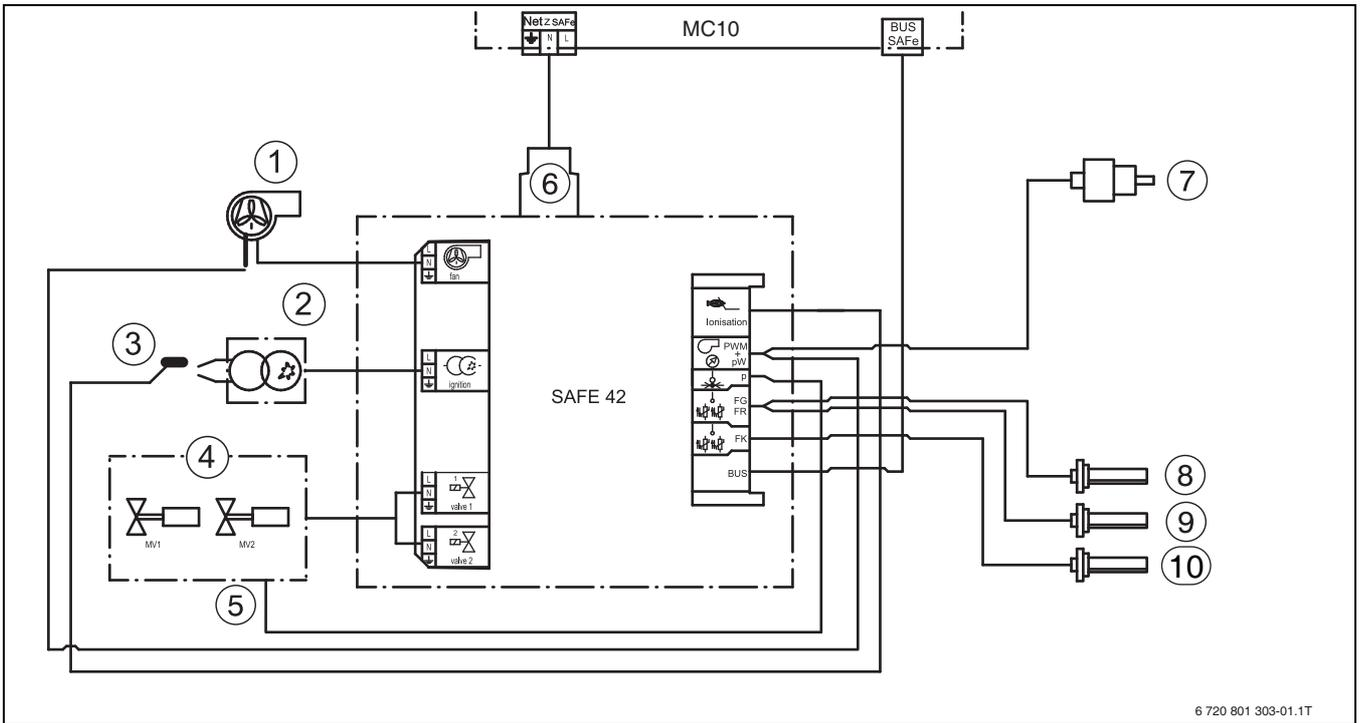 Netz SAFe
N L
MC10
BUS
SAFe
1
6
7
2
3
L
N
fan
L
N
ignition
SAFE 42
Ionisation
PWM
+
pW
P
FG
FR
FK
BUS
4
MV1
MV2
5
L
N
1
valve 1
L
N
2
valve 2
8
9
10
6 720 801 303-01.1T